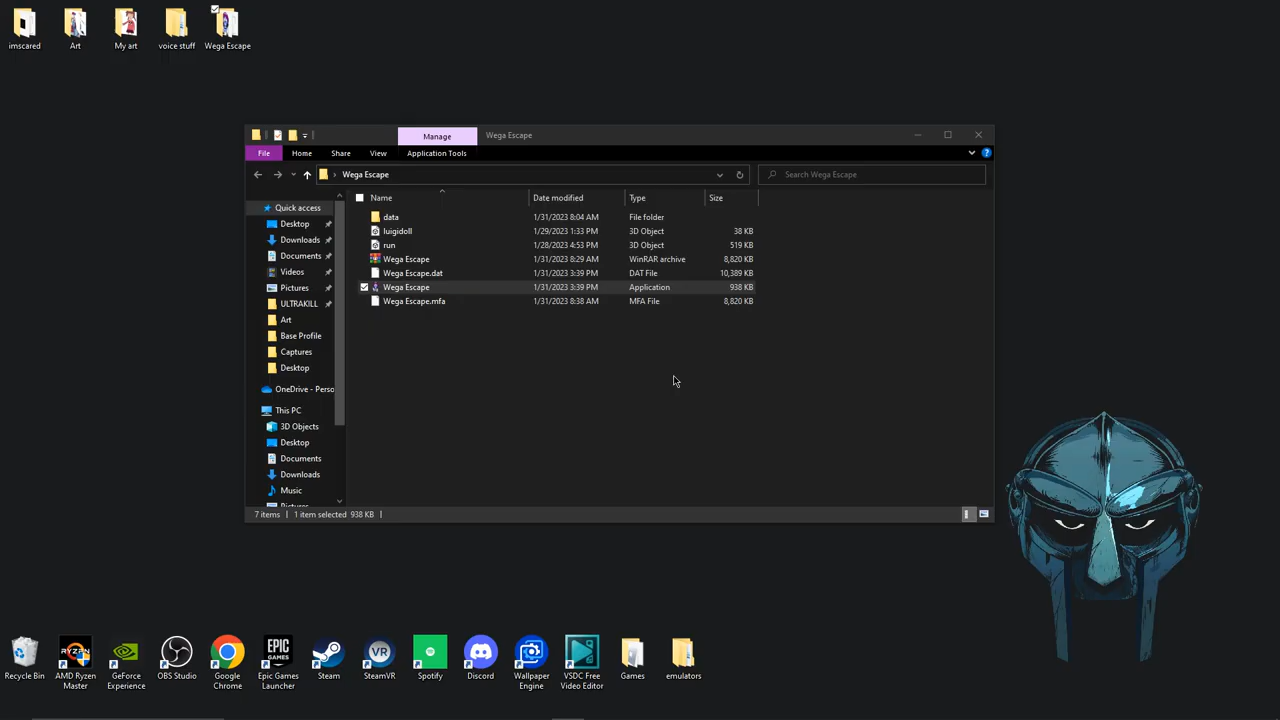 imscared
Art
My art
voice stuff
Wega Escape
Manage
Wega Escape
File
Home
Share
View
Application Tools
Wega Escape
Search Wega Escape
Name
Date modified
Type
Size
Quick access
Desktop
Downloads
Documents
Videos
Pictures
ULTRAKILL
Art
Base Profile
Captures
Desktop
OneDrive - Perso
This PC
3D Objects
Desktop
Documents
Downloads
Music
Pictures
data 1/31/2023 8:04 AM File folder
luigidoll 1/29/2023 1:33 PM 3D Object 38 KB
run 1/28/2023 4:53 PM 3D Object 519 KB
Wega Escape 1/31/2023 8:29 AM WinRAR archive 8,820 KB
Wega Escape.dat 1/31/2023 3:39 PM DAT File 10,389 KB
Wega Escape 1/31/2023 3:39 PM Application 938 KB
Wega Escape.mfa 1/31/2023 8:38 AM MFA File 8,820 KB
7 items 1 item selected 938 KB
RYZEN
EPIC
GAMES
VR
Recycle Bin
AMD Ryzen
Master
GeForce
Experience
OBS Studio
Google
Chrome
Epic Games
Launcher
Steam
SteamVR
Spotify
Discord
Wallpaper
Engine
VSDC Free
Video Editor
Games
emulators